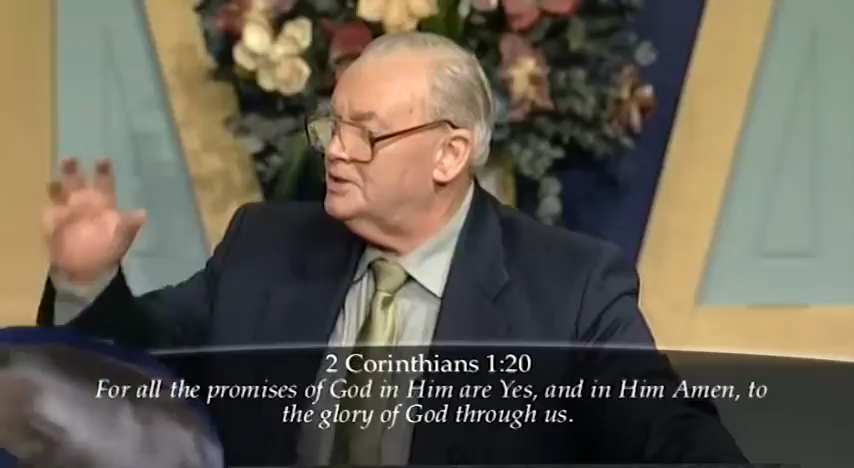 2 Corinthians 1:20
For all the promises of God in Him are Yes, and in Him Amen, to
the glory of God through us.